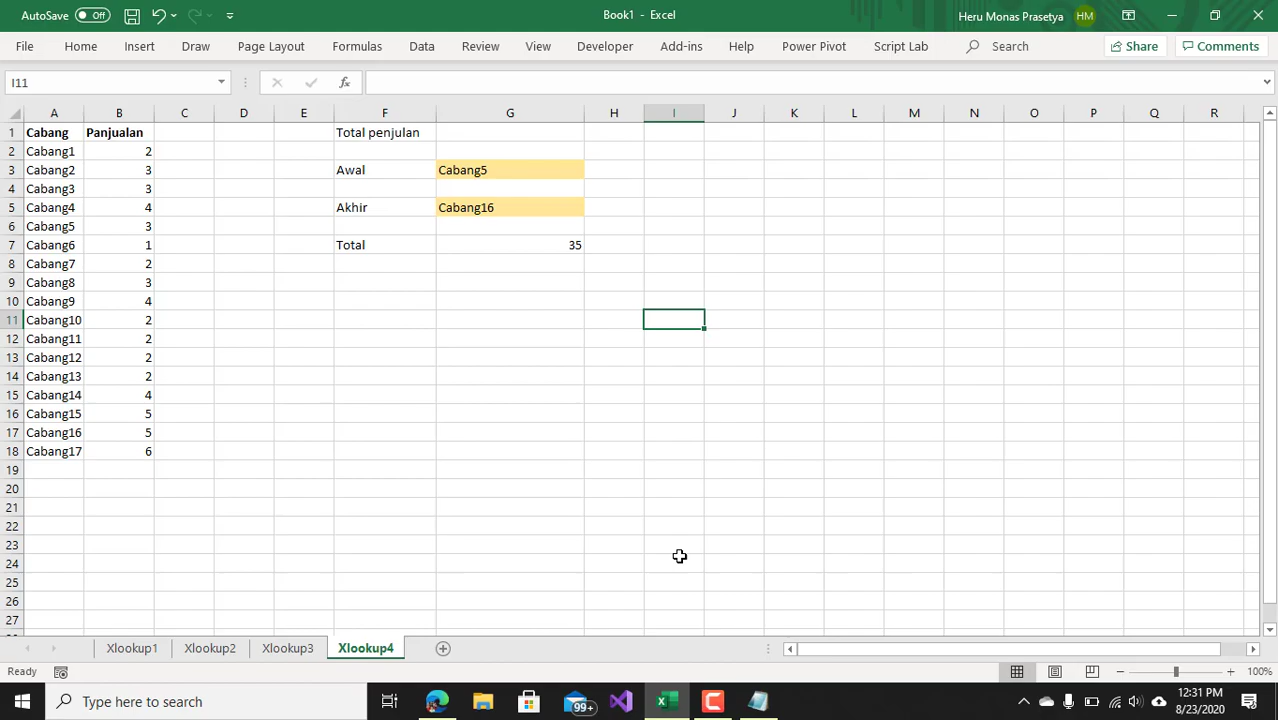 AutoSave Off Book1 - Excel Heru Monas Prasetya HM
File Home Insert Draw Page Layout Formulas Data Review View Developer Add-ins Help Power Pivot Script Lab Search Share Comments
I11 fx
A B C D E F G H I J K L M N O P Q R
1 Cabang Panjualan Total penjulan
2 Cabang1 2
3 Cabang2 3 Awal Cabang5
4 Cabang3 3
5 Cabang4 4 Akhir Cabang16
6 Cabang5 3
7 Cabang6 1 Total 35
8 Cabang7 2
9 Cabang8 3
10 Cabang9 4
11 Cabang10 2
12 Cabang11 2
13 Cabang12 2
14 Cabang13 2
15 Cabang14 4
16 Cabang15 5
17 Cabang16 5
18 Cabang17 6
19
20
21
22
23
24
25
26
27
Xlookup1 Xlookup2 Xlookup3 Xlookup4
Ready 100%
Type here to search 99+ 12:31 PM
8/23/2020